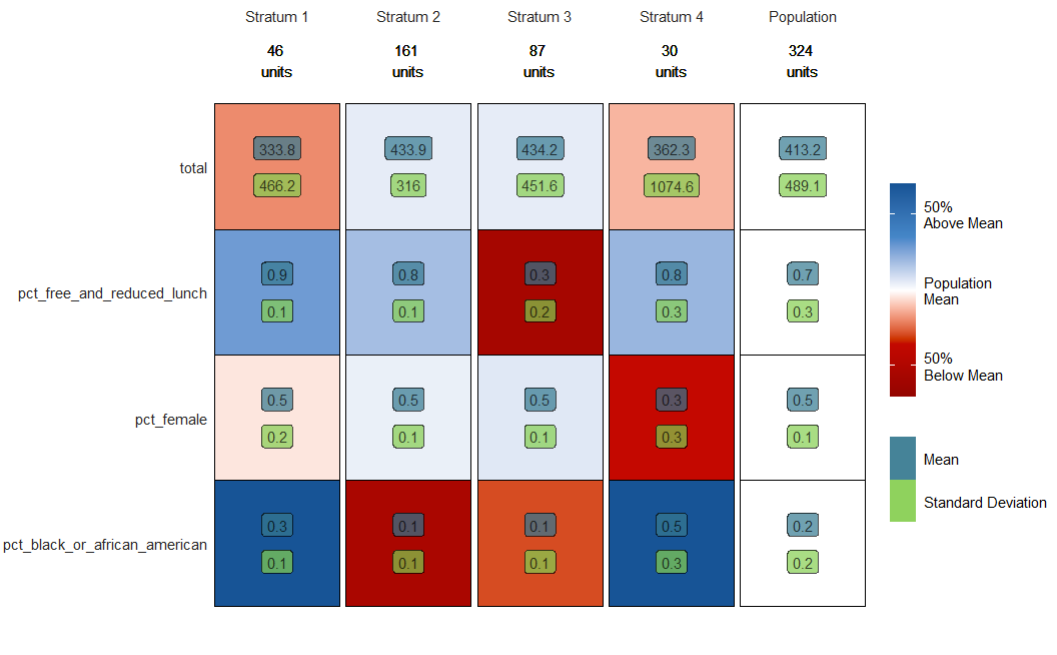 Stratum 1 Stratum 2 Stratum 3 Stratum 4 Population
46 161 87 30 324
units units units units units
total 333.8 433.9 434.2 362.3 413.2
466.2 316 451.6 1074.6 489.1
pct_free_and_reduced_lunch 0.9 0.8 0.3 0.8 0.7
0.1 0.1 0.2 0.3 0.3
pct_female 0.5 0.5 0.5 0.3 0.5
0.2 0.1 0.1 0.3 0.1
pct_black_or_african_american 0.3 0.1 0.1 0.5 0.2
0.1 0.1 0.1 0.3 0.2
50%
Above Mean
Population
Mean
50%
Below Mean
Mean
Standard Deviation